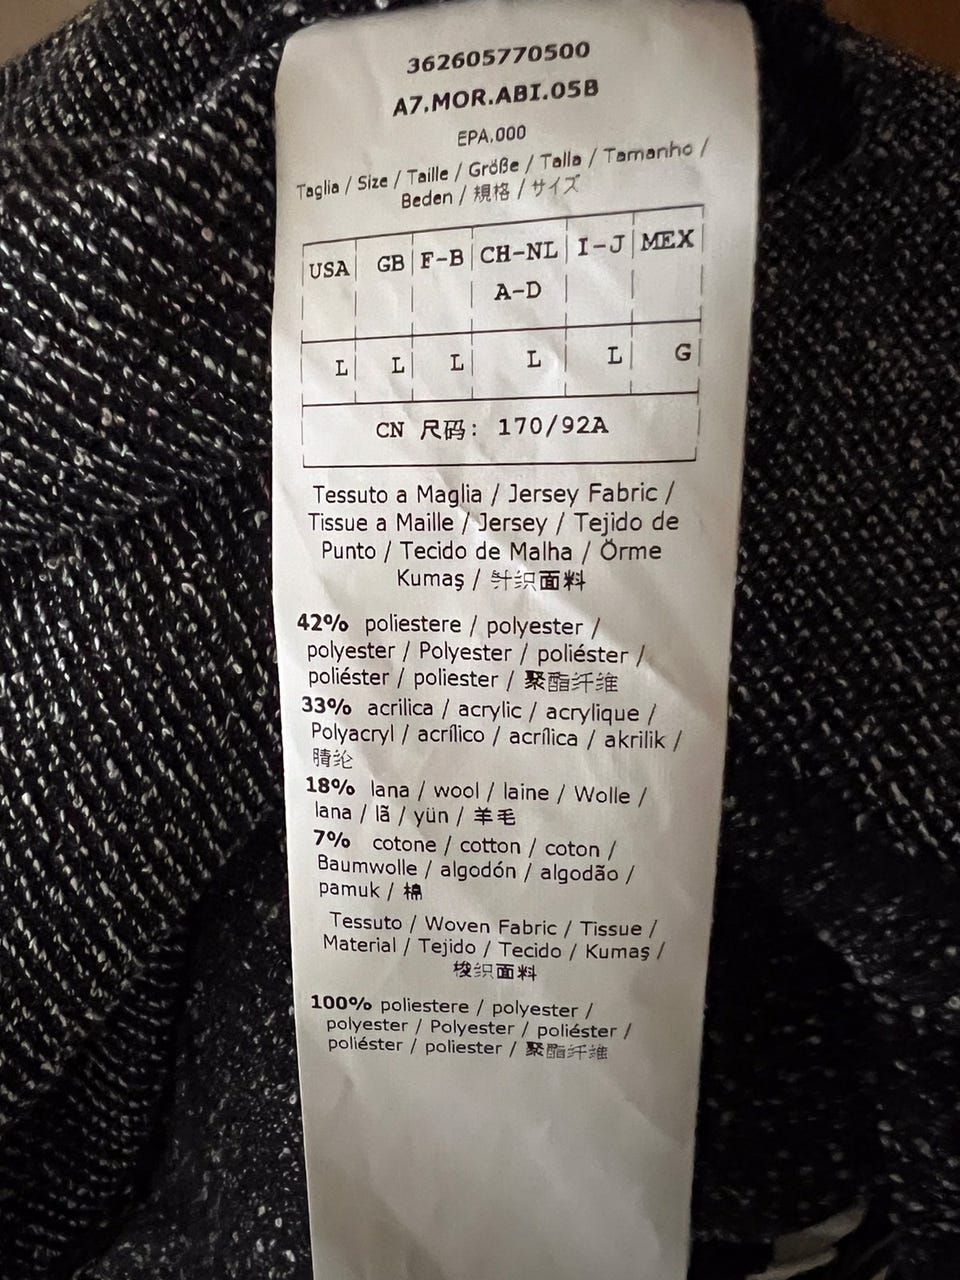 362605770500
A7.MOR.ABI.05B
EPA.000
Taglia / Size / Taille / Größe / Talla / Tamanho /
Beden / 規格 / サイズ
USA GB F-B CH-NL I-J MEX
A-D
L L L L L G
CN 尺码: 170/92A
Tessuto a Maglia / Jersey Fabric /
Tissue a Maille / Jersey / Tejido de
Punto / Tecido de Malha / Örme
Kumaş / 针织面料
42% poliestere / polyester /
polyester / Polyester / poliéster /
poliéster / poliester / 聚酯纤维
33% acrilica / acrylic / acrylique /
Polyacryl / acrílico / acrílica / akrilik /
腈纶
18% lana / wool / laine / Wolle /
lana / lã / yün / 羊毛
7% cotone / cotton / coton /
Baumwolle / algodón / algodão /
pamuk / 棉
Tessuto / Woven Fabric / Tissue /
Material / Tejido / Tecido / Kumaş /
梭织面料
100% poliestere / polyester /
polyester / Polyester / poliéster /
poliéster / poliester / 聚酯纤维